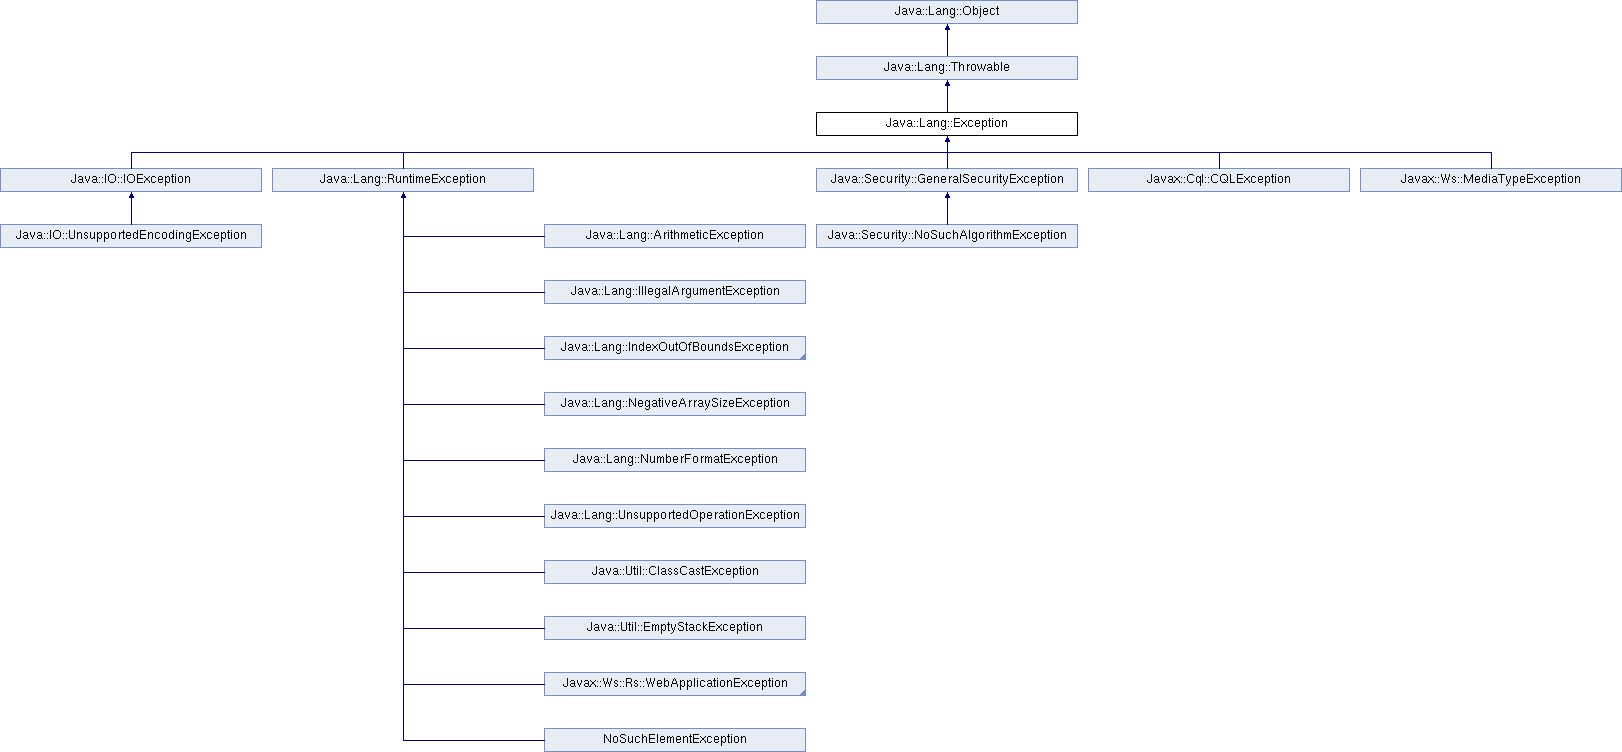 Java::Lang::Object
Java::Lang::Throwable
Java::Lang::Exception
Java::IO::IOException
Java::Lang::RuntimeException
Java::Security::GeneralSecurityException
Javax::Cql::CQLException
Javax::Ws::MediaTypeException
Java::IO::UnsupportedEncodingException
Java::Lang::ArithmeticException
Java::Security::NoSuchAlgorithmException
Java::Lang::IllegalArgumentException
Java::Lang::IndexOutOfBoundsException
Java::Lang::NegativeArraySizeException
Java::Lang::NumberFormatException
Java::Lang::UnsupportedOperationException
Java::Util::ClassCastException
Java::Util::EmptyStackException
Javax::Ws::Rs::WebApplicationException
NoSuchElementException